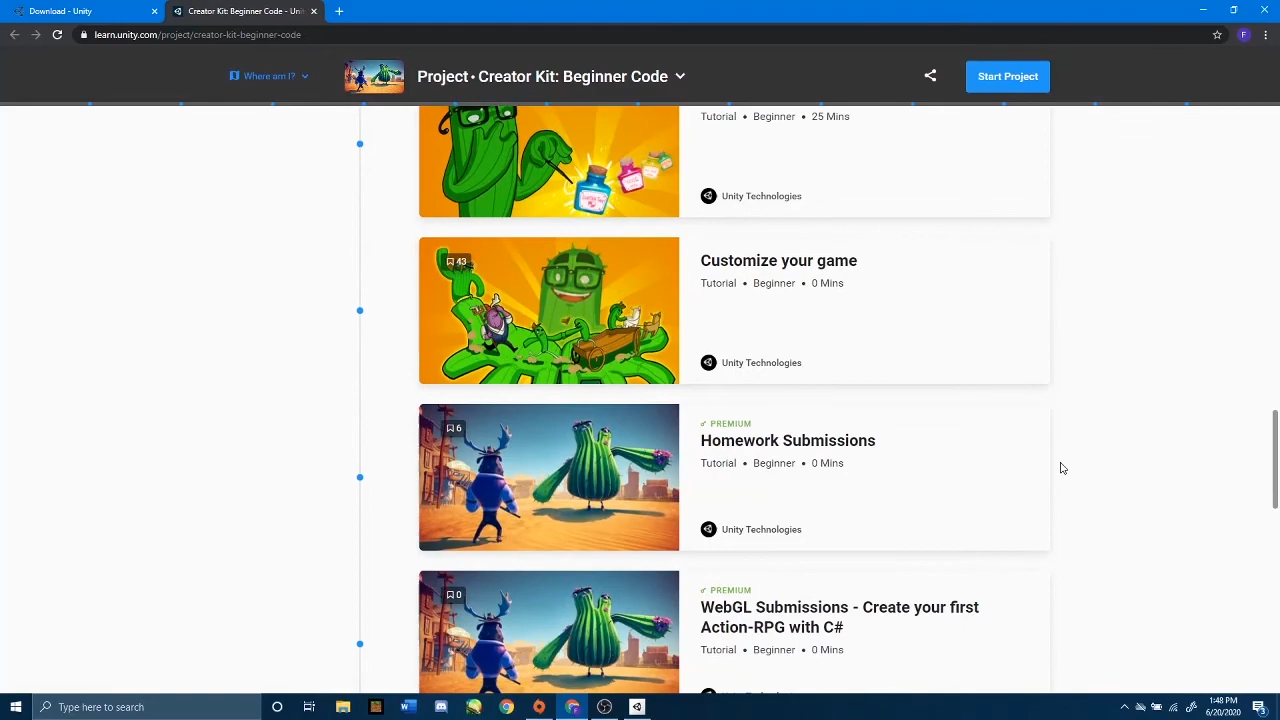 Download - Unity
Creator Kit: Beginner Code - Uni
learn.unity.com/project/creator-kit-beginner-code
F
Where am I?
Project • Creator Kit: Beginner Code
Start Project
Tutorial • Beginner • 25 Mins
Unity Technologies
43
Customize your game
Tutorial • Beginner • 0 Mins
Unity Technologies
6
PREMIUM
Homework Submissions
Tutorial • Beginner • 0 Mins
Unity Technologies
0
PREMIUM
WebGL Submissions - Create your first
Action-RPG with C#
Tutorial • Beginner • 0 Mins
Type here to search
1:48 PM
6/20/2020